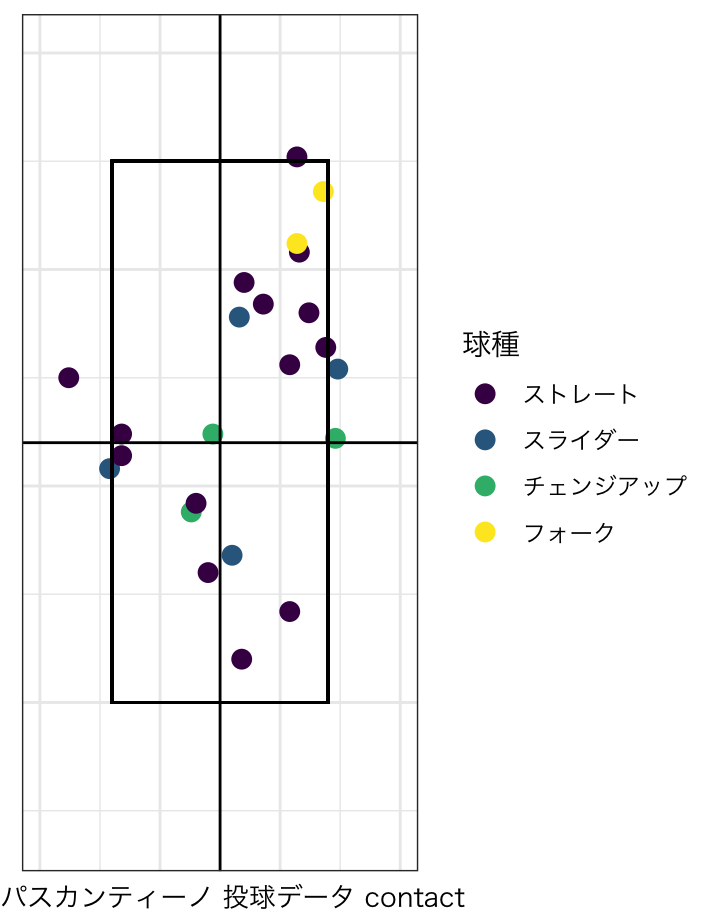 球種
ストレート
スライダー
チェンジアップ
フォーク
パスカンティーノ 投球データ contact